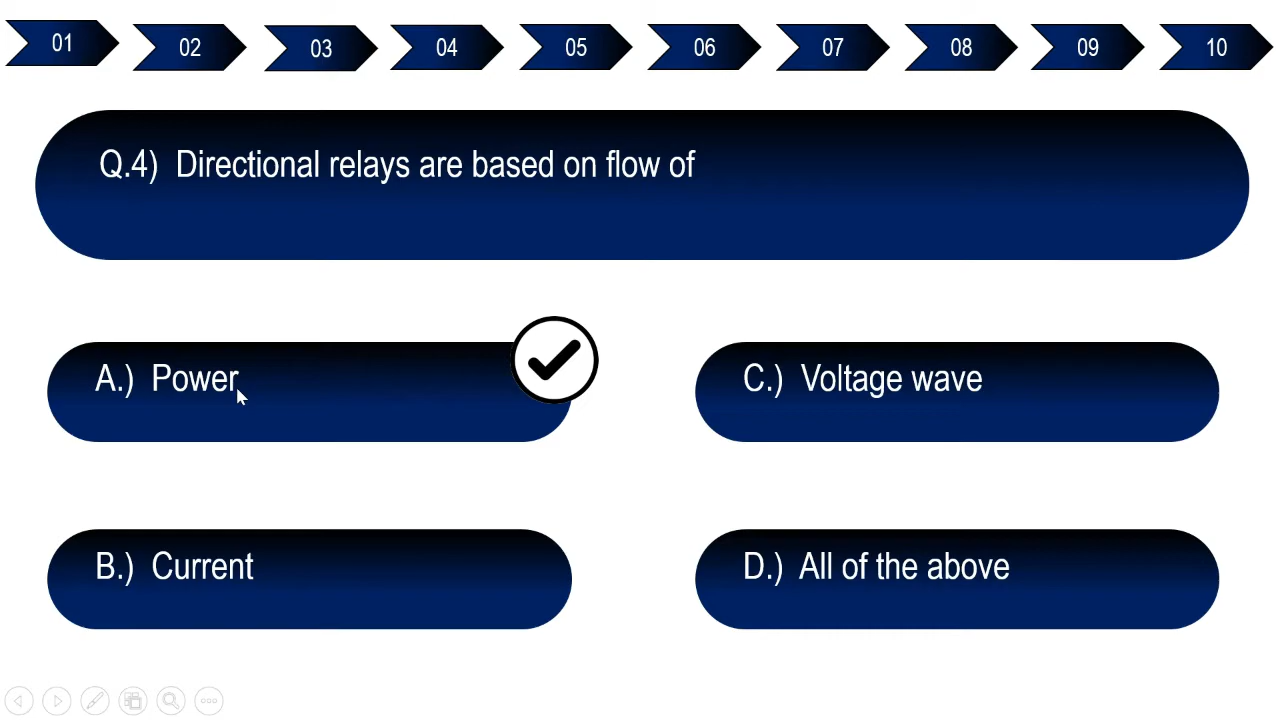 01 02 03 04 05 06 07 08 09 10
Q.4) Directional relays are based on flow of
A.) Power
C.) Voltage wave
B.) Current
D.) All of the above